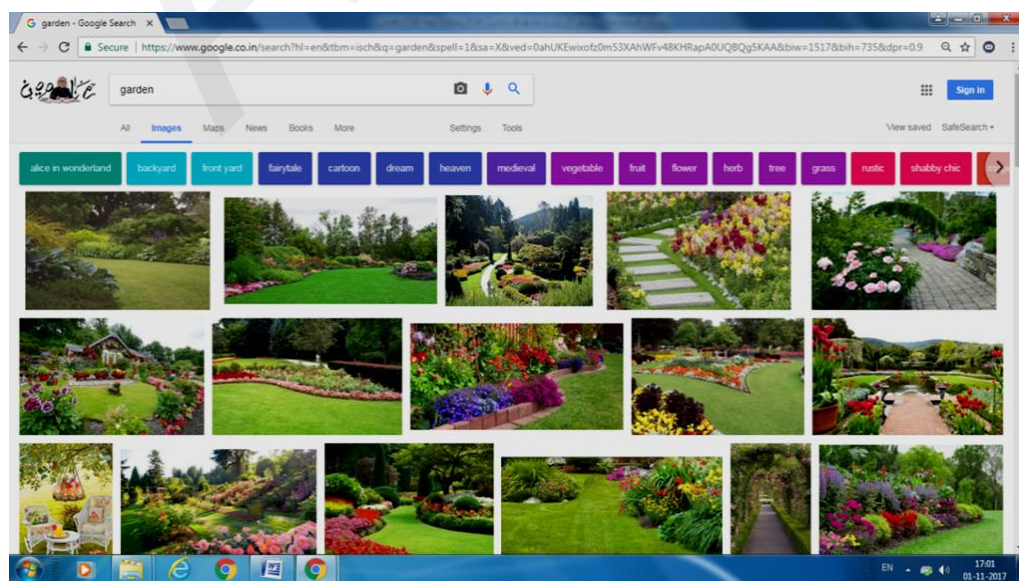 garden - Google Search
Secure https://www.google.co.in/search?hl=en&tbm=isch&q=garden&spell=1&sa=X&ved=0ahUKEwixofz0mS3XAhWFv48KHRapA0UQBQg5KAA&biw=1517&bih=735&dpr=0.9
garden
Sign in
All Images Maps News Books More Settings Tools View saved SafeSearch
alice in wonderland backyard front yard fairytale cartoon dream heaven medieval vegetable fruit flower herb tree grass rustic shabby chic
EN 17:01
01-11-2017